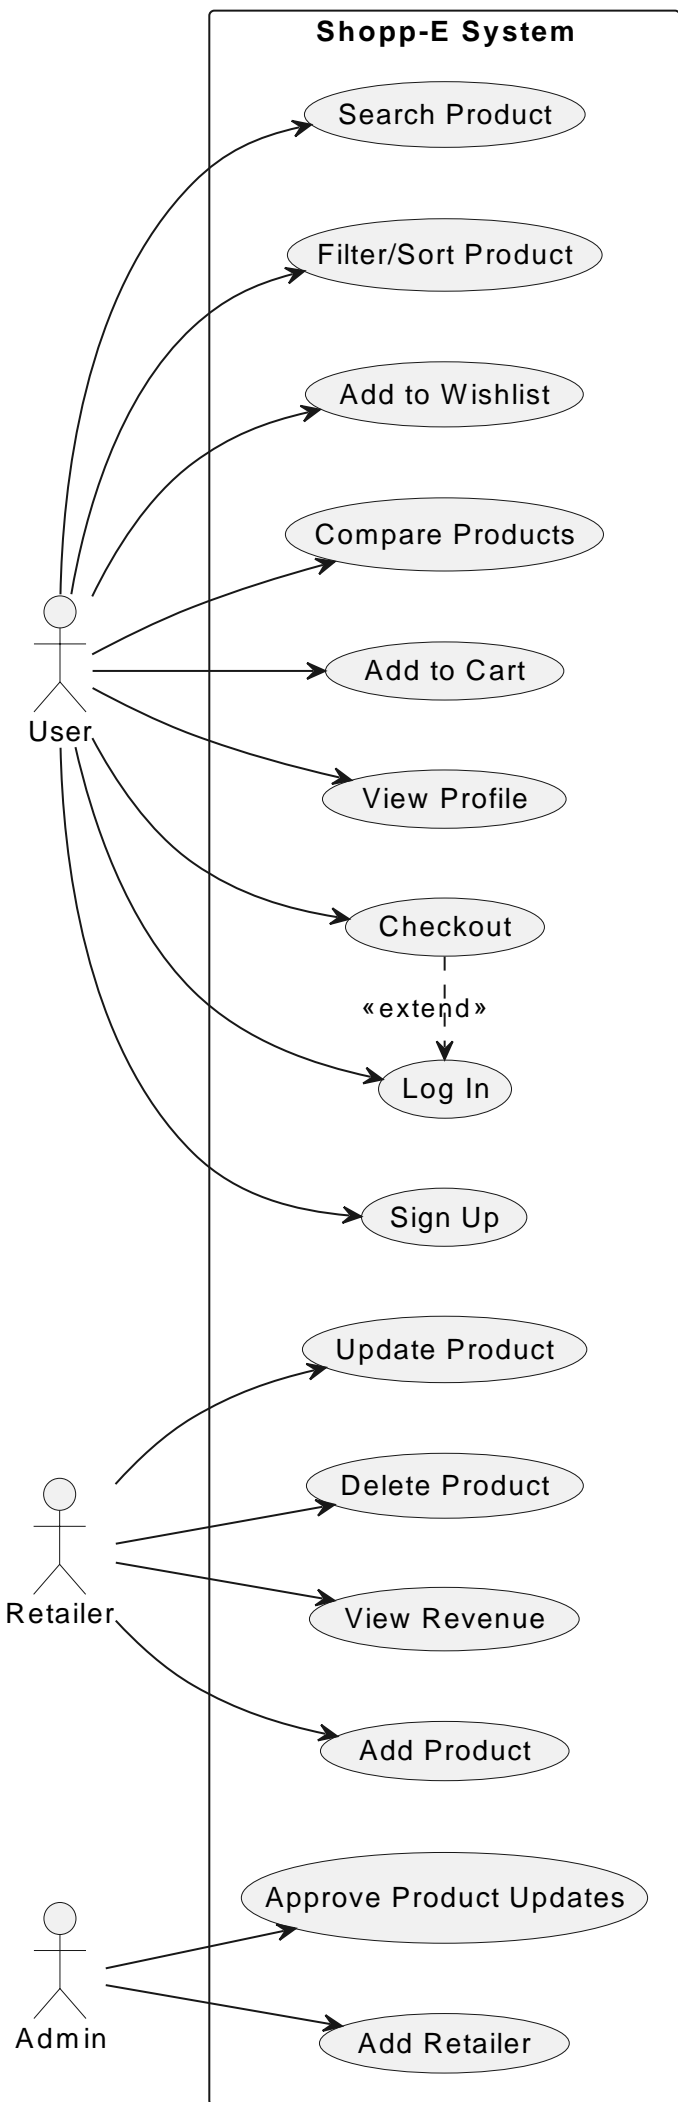 Shopp-E System
Search Product
Filter/Sort Product
Add to Wishlist
Compare Products
Add to Cart
User
View Profile
Checkout
«extend»
Log In
Sign Up
Update Product
Delete Product
Retailer
View Revenue
Add Product
Approve Product Updates
Admin
Add Retailer